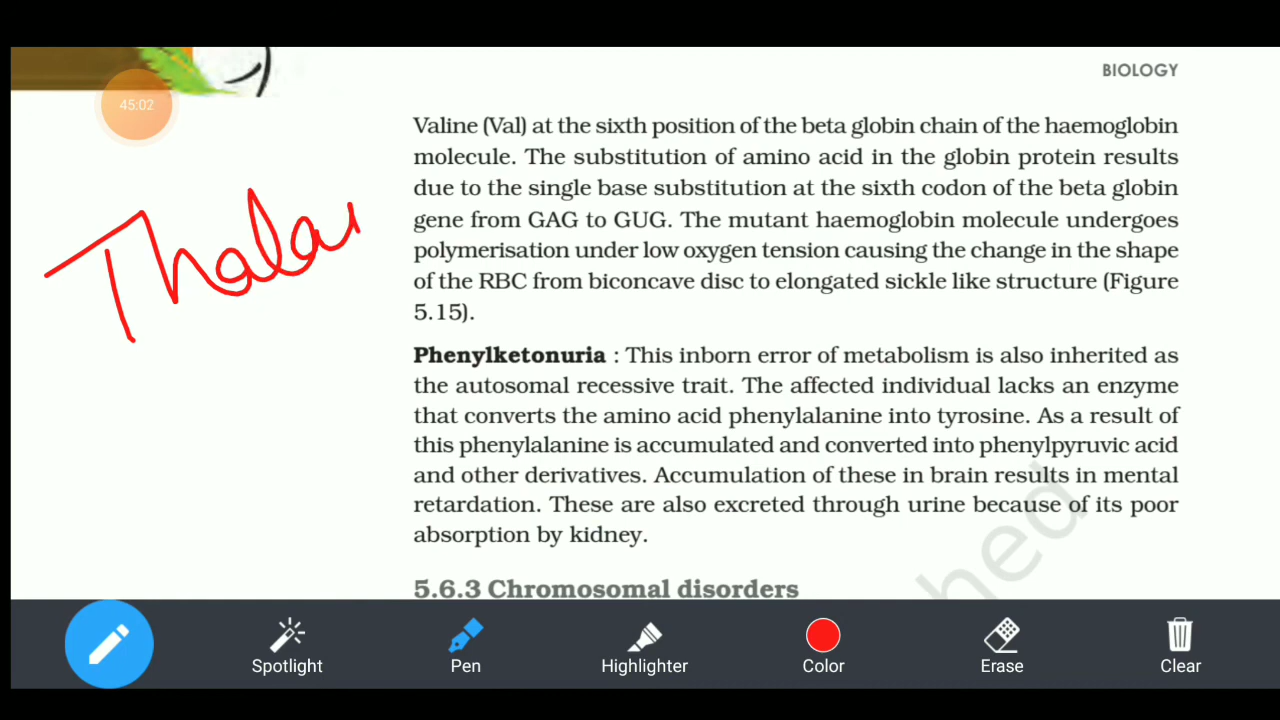 BIOLOGY
45:02
Valine (Val) at the sixth position of the beta globin chain of the haemoglobin
molecule. The substitution of amino acid in the globin protein results
due to the single base substitution at the sixth codon of the beta globin
gene from GAG to GUG. The mutant haemoglobin molecule undergoes
polymerisation under low oxygen tension causing the change in the shape
of the RBC from biconcave disc to elongated sickle like structure (Figure
5.15).
Phenylketonuria : This inborn error of metabolism is also inherited as
the autosomal recessive trait. The affected individual lacks an enzyme
that converts the amino acid phenylalanine into tyrosine. As a result of
this phenylalanine is accumulated and converted into phenylpyruvic acid
and other derivatives. Accumulation of these in brain results in mental
retardation. These are also excreted through urine because of its poor
absorption by kidney.
hed
5.6.3 Chromosomal disorders
Spotlight
Pen
Highlighter
Color
Erase
Clear